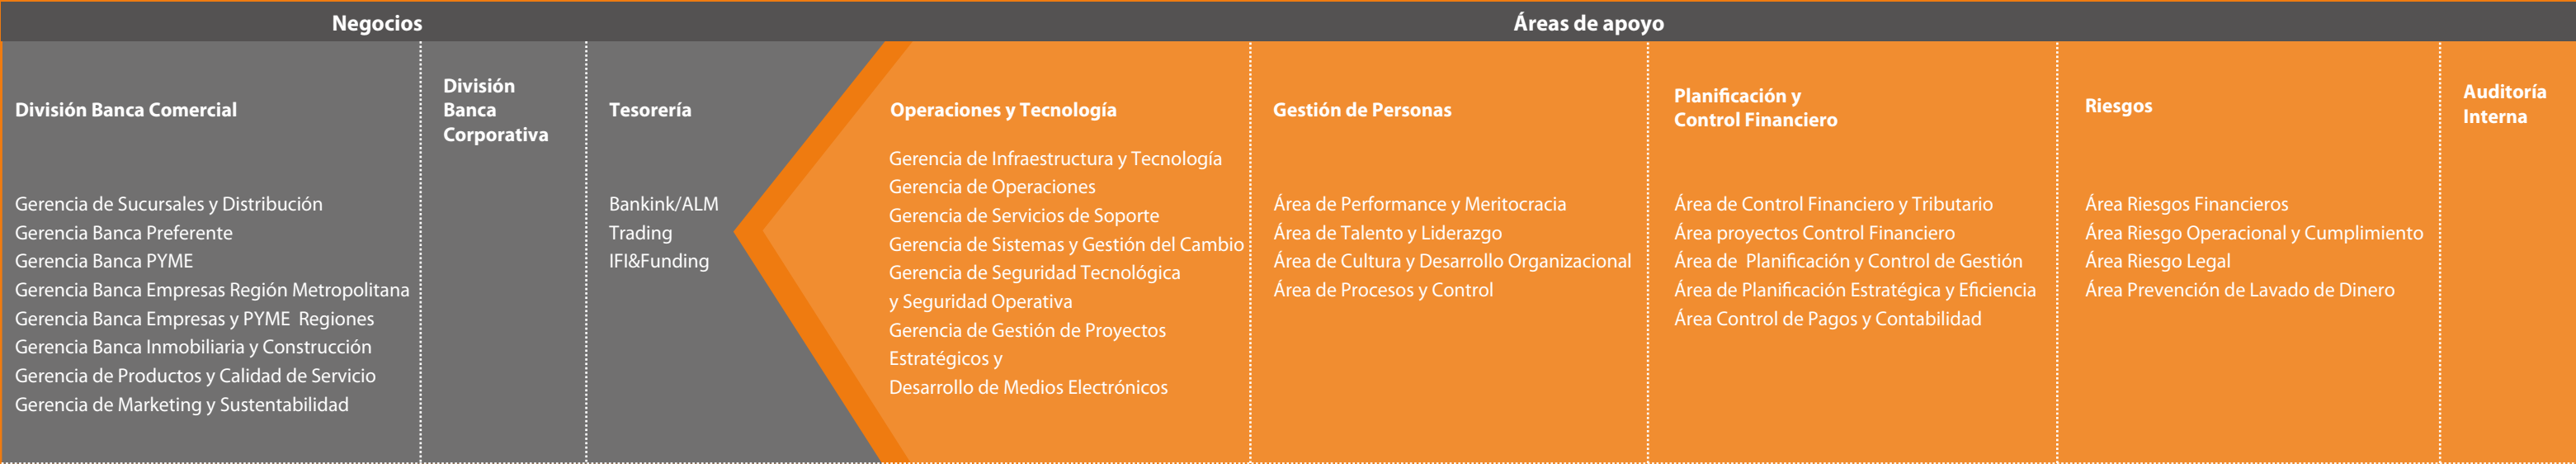 Negocios
Áreas de apoyo
División Banca Comercial
Gerencia de Sucursales y Distribución
Gerencia Banca Preferente
Gerencia Banca PYME
Gerencia Banca Empresas Región Metropolitana
Gerencia Banca Empresas y PYME Regiones
Gerencia Banca Inmobiliaria y Construcción
Gerencia de Productos y Calidad de Servicio
Gerencia de Marketing y Sustentabilidad
División
Banca
Corporativa
Tesorería
Bankink/ALM
Trading
IFI&Funding
Operaciones y Tecnología
Gerencia de Infraestructura y Tecnología
Gerencia de Operaciones
Gerencia de Servicios de Soporte
Gerencia de Sistemas y Gestión del Cambio
Gerencia de Seguridad Tecnológica
y Seguridad Operativa
Gerencia de Gestión de Proyectos
Estratégicos y
Desarrollo de Medios Electrónicos
Gestión de Personas
Área de Performance y Meritocracia
Área de Talento y Liderazgo
Área de Cultura y Desarrollo Organizacional
Área de Procesos y Control
Planificación y
Control Financiero
Área de Control Financiero y Tributario
Área proyectos Control Financiero
Área de Planificación y Control de Gestión
Área de Planificación Estratégica y Eficiencia
Área Control de Pagos y Contabilidad
Riesgos
Área Riesgos Financieros
Área Riesgo Operacional y Cumplimiento
Área Riesgo Legal
Área Prevención de Lavado de Dinero
Auditoría
Interna